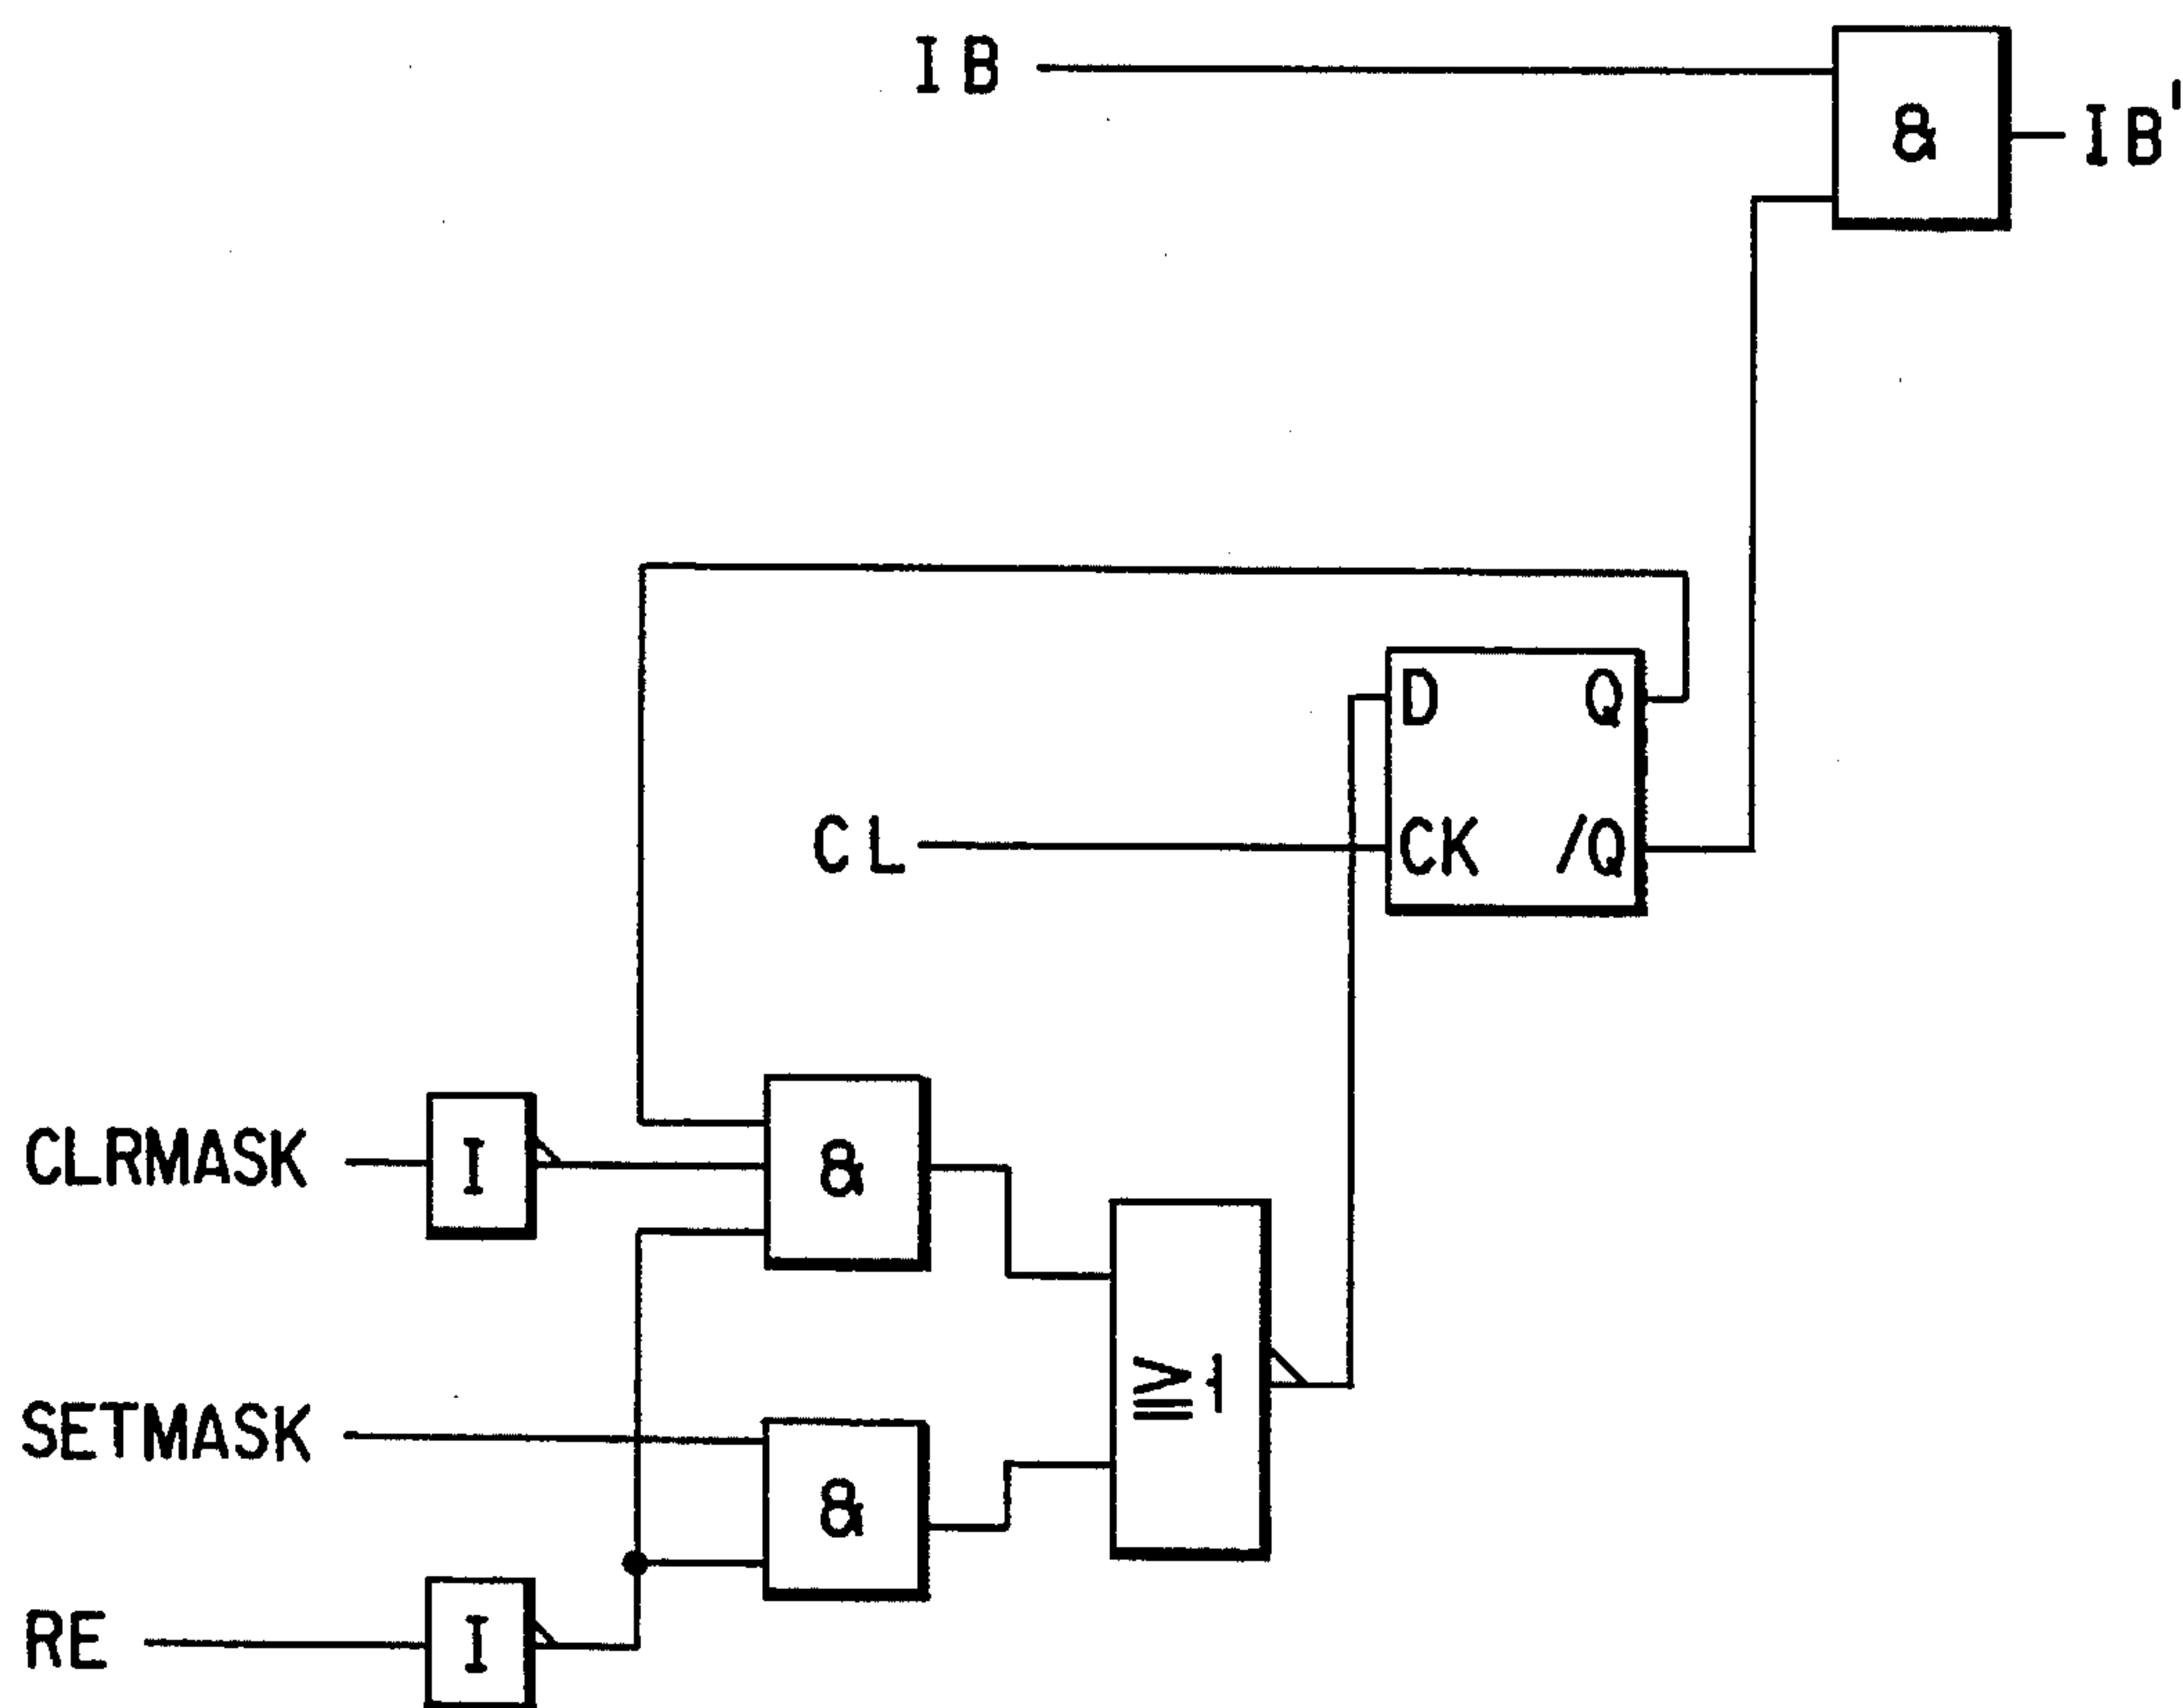 IB
&
IB'
D Q
CL
CK /Q
CLRMASK
I
&
≧1
SETMASK
&
RE
I